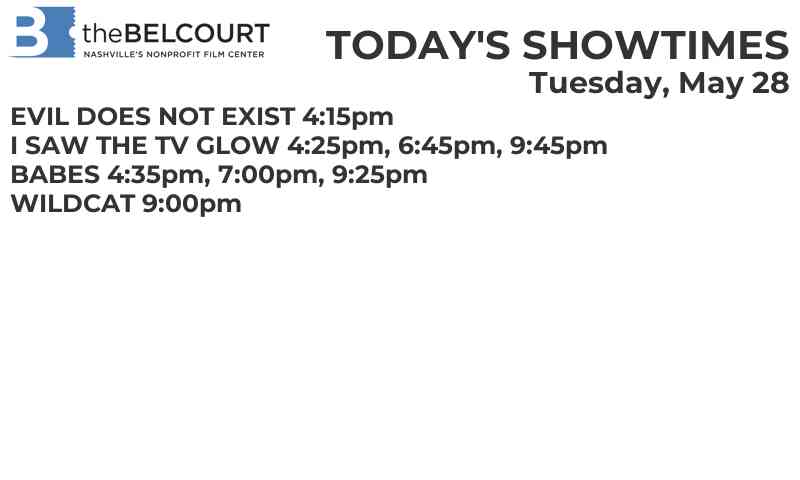 B theBELCOURT
NASHVILLE'S NONPROFIT FILM CENTER
TODAY'S SHOWTIMES
Tuesday, May 28
EVIL DOES NOT EXIST 4:15pm
I SAW THE TV GLOW 4:25pm, 6:45pm, 9:45pm
BABES 4:35pm, 7:00pm, 9:25pm
WILDCAT 9:00pm